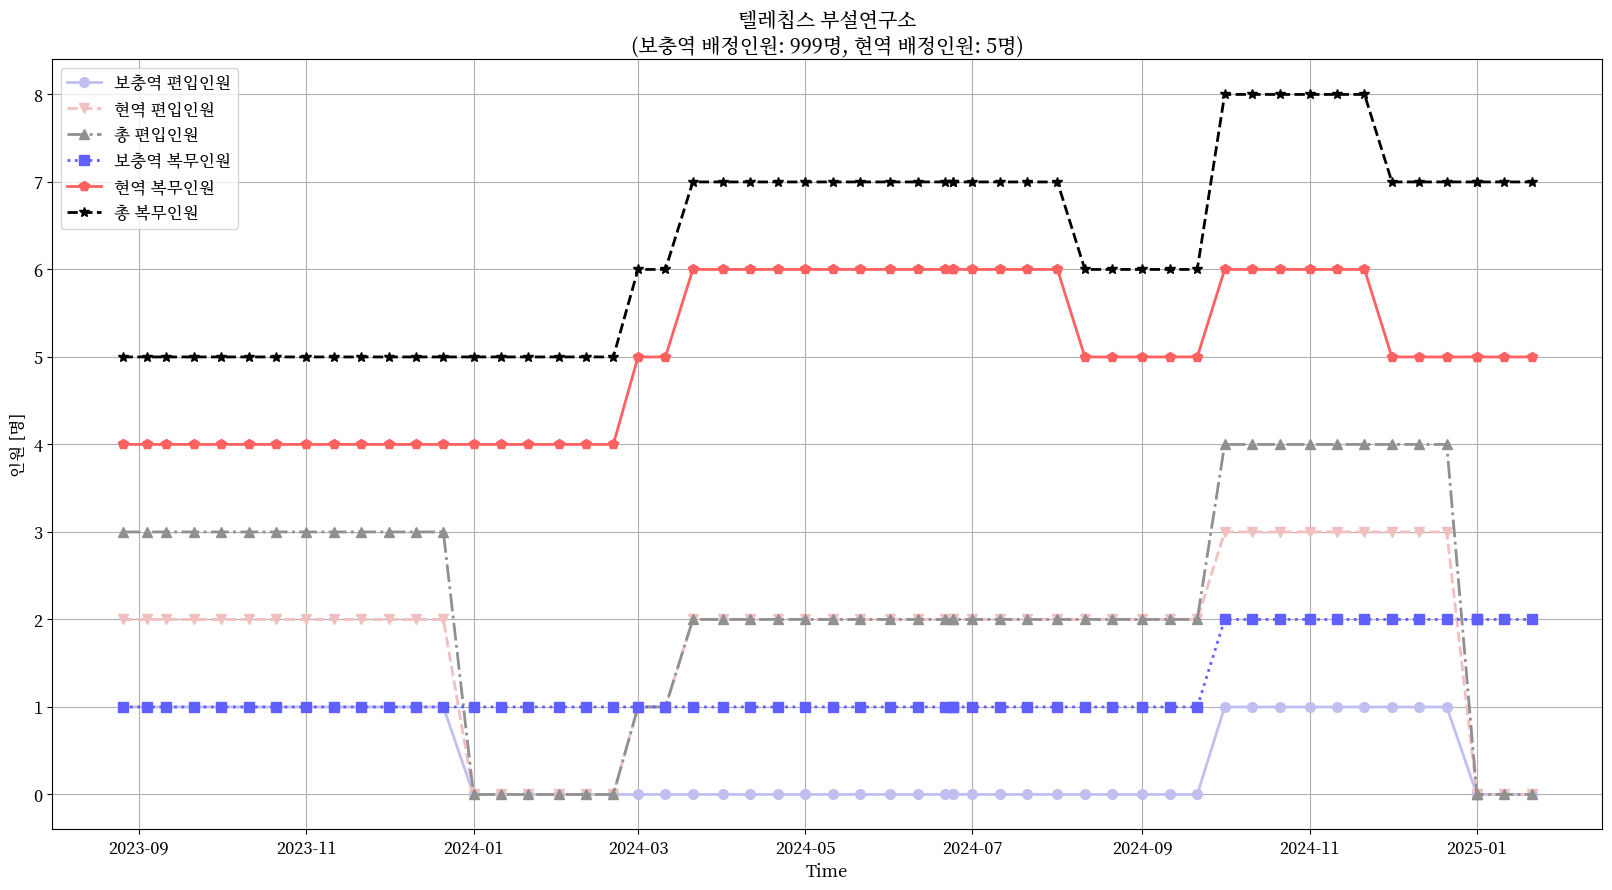 텔레칩스 부설연구소
(보충역 배정인원: 999명, 현역 배정인원: 5명)
보충역 편입인원
현역 편입인원
총 편입인원
보충역 복무인원
현역 복무인원
총 복무인원
인원 [명]
8
7
6
5
4
3
2
1
0
2023-09
2023-11
2024-01
2024-03
2024-05
2024-07
2024-09
2024-11
2025-01
Time